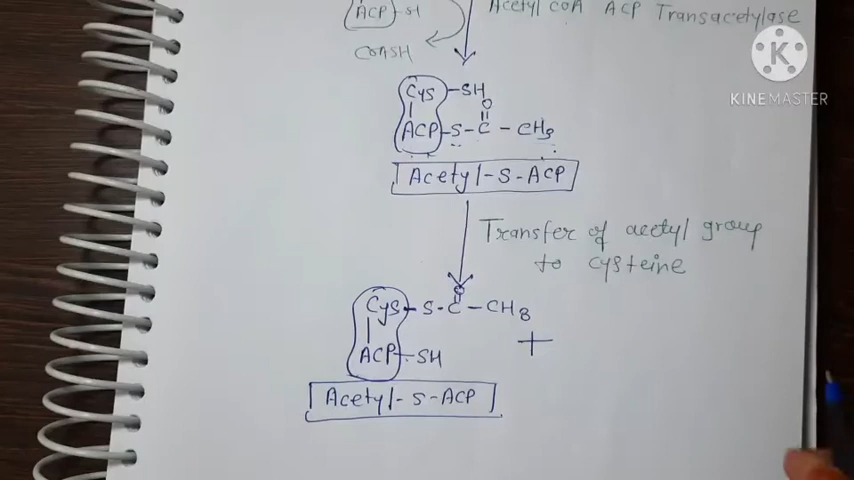 ACP-SH
Acetyl CoA ACP Transacetylase
COASH
Cys-SH
O
ACP-S-C-CH3
Acetyl-S-ACP
Transfer of acetyl group
to cysteine
O
Cys-S-C-CH3
+
ACP-SH
Acetyl-S-ACP
K
KINEMASTER